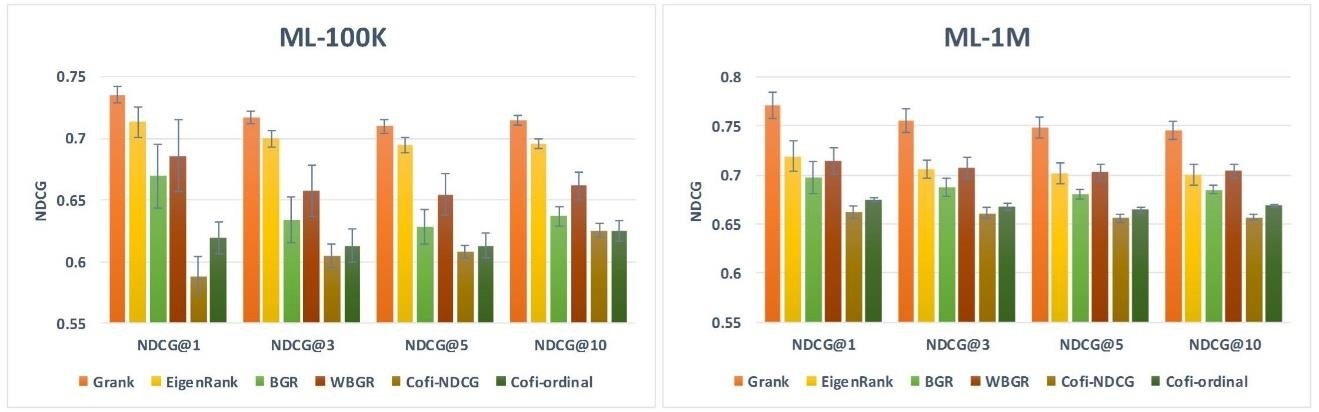 ML-100K
NDCG
0.75
0.7
0.65
0.6
0.55
NDCG@1 NDCG@3 NDCG@5 NDCG@10
Grank EigenRank BGR WBGR Cofi-NDCG Cofi-ordinal
ML-1M
NDCG
0.8
0.75
0.7
0.65
0.6
0.55
NDCG@1 NDCG@3 NDCG@5 NDCG@10
Grank EigenRank BGR WBGR Cofi-NDCG Cofi-ordinal